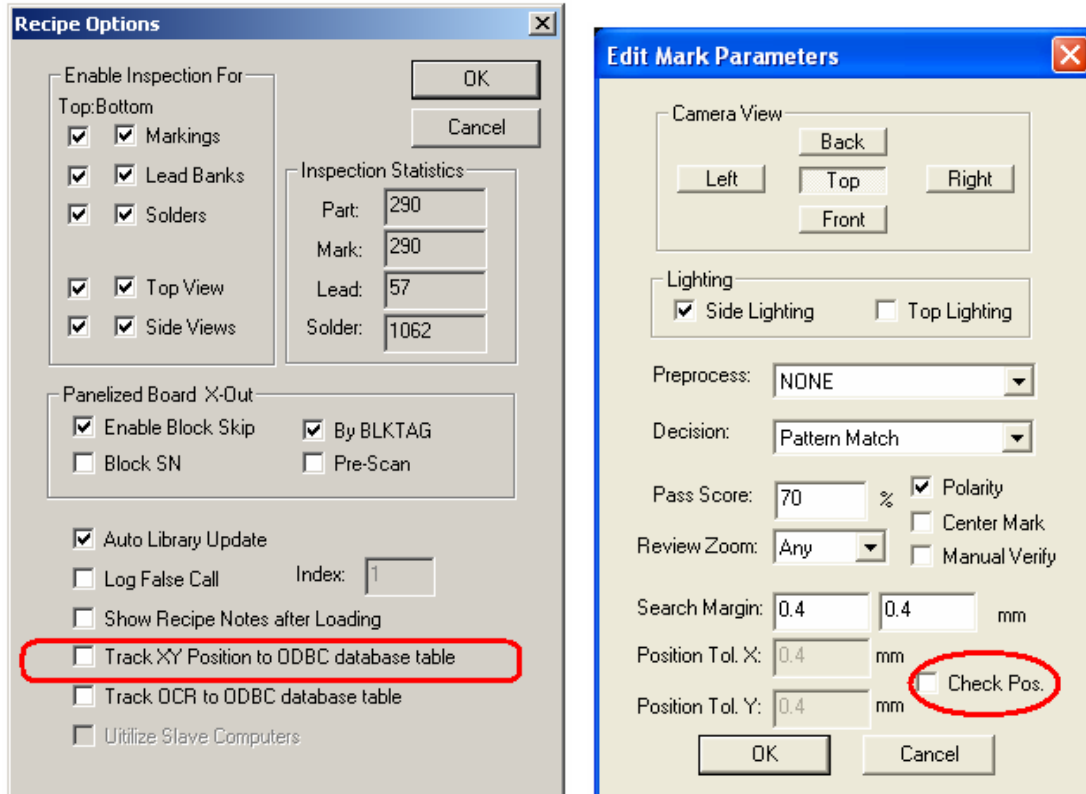 Recipe Options
Enable Inspection For
OK
Top:Bottom
Cancel
Markings
Lead Banks
Inspection Statistics
Solders
Part: 290
Mark: 290
Top View
Lead: 57
Side Views
Solder: 1062
Panelized Board X-Out
Enable Block Skip
By BLKTAG
Block SN
Pre-Scan
Auto Library Update
Log False Call
Index: 1
Show Recipe Notes after Loading
Track XY Position to ODBC database table
Track OCR to ODBC database table
Uitilize Slave Computers
Edit Mark Parameters
Camera View
Back
Left
Top
Right
Front
Lighting
Side Lighting
Top Lighting
Preprocess: NONE
Decision: Pattern Match
Pass Score: 70 %
Polarity
Center Mark
Review Zoom: Any
Manual Verify
Search Margin: 0.4 0.4 mm
Position Tol. X: 0.4 mm
Check Pos.
Position Tol. Y: 0.4 mm
OK
Cancel